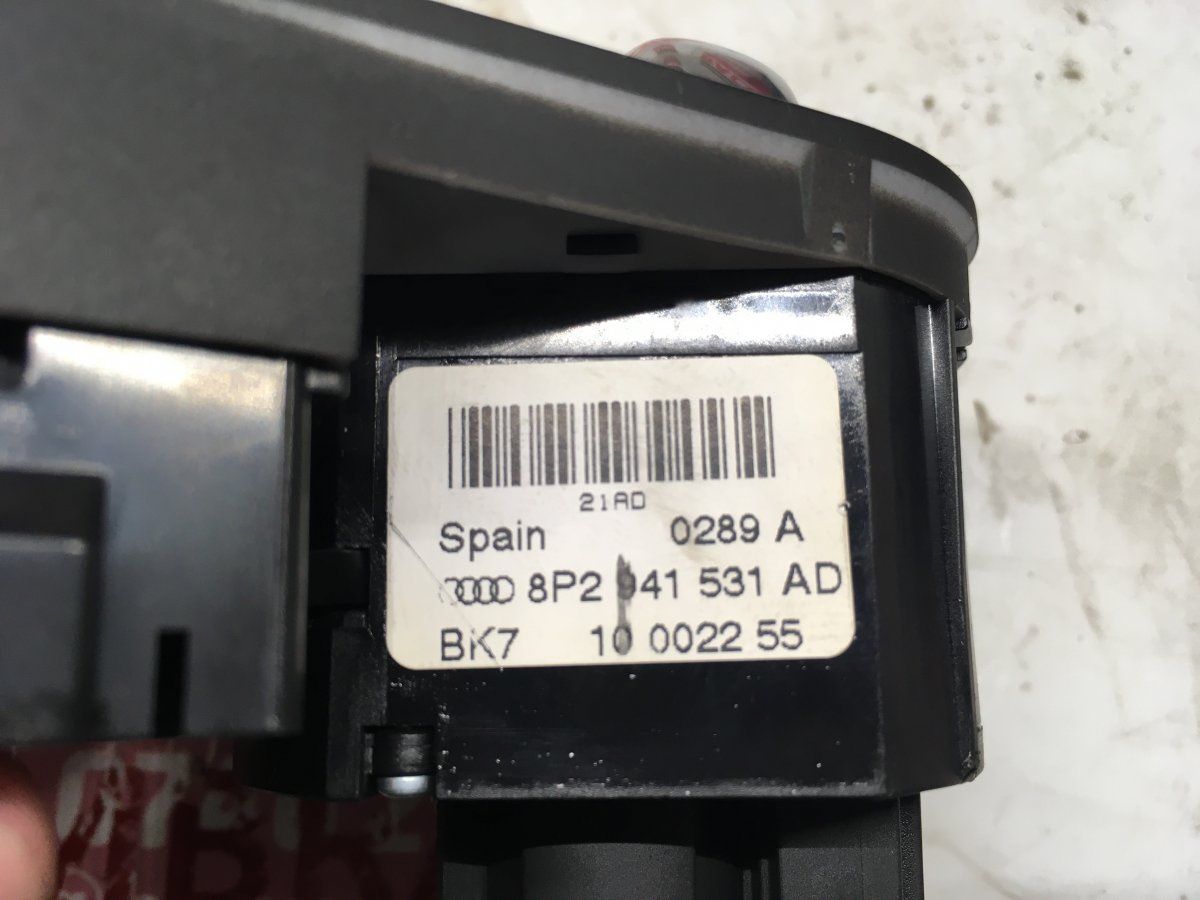 21AD
Spain 0289 A
8P2 941 531 AD
BK7 10 0022 55